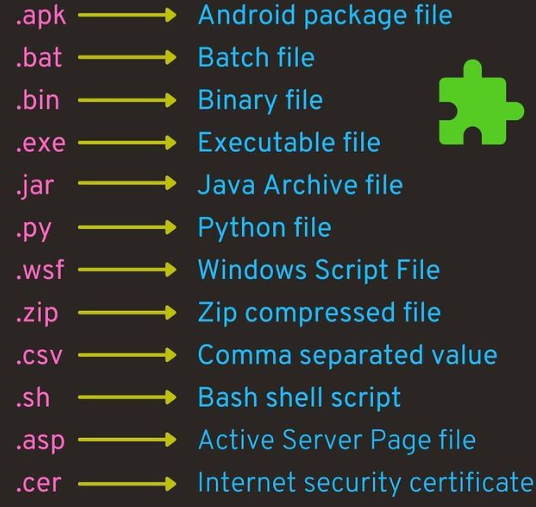 .apk Android package file
.bat Batch file
.bin Binary file
.exe Executable file
.jar Java Archive file
.py Python file
.wsf Windows Script File
.zip Zip compressed file
.csv Comma separated value
.sh Bash shell script
.asp Active Server Page file
.cer Internet security certificate